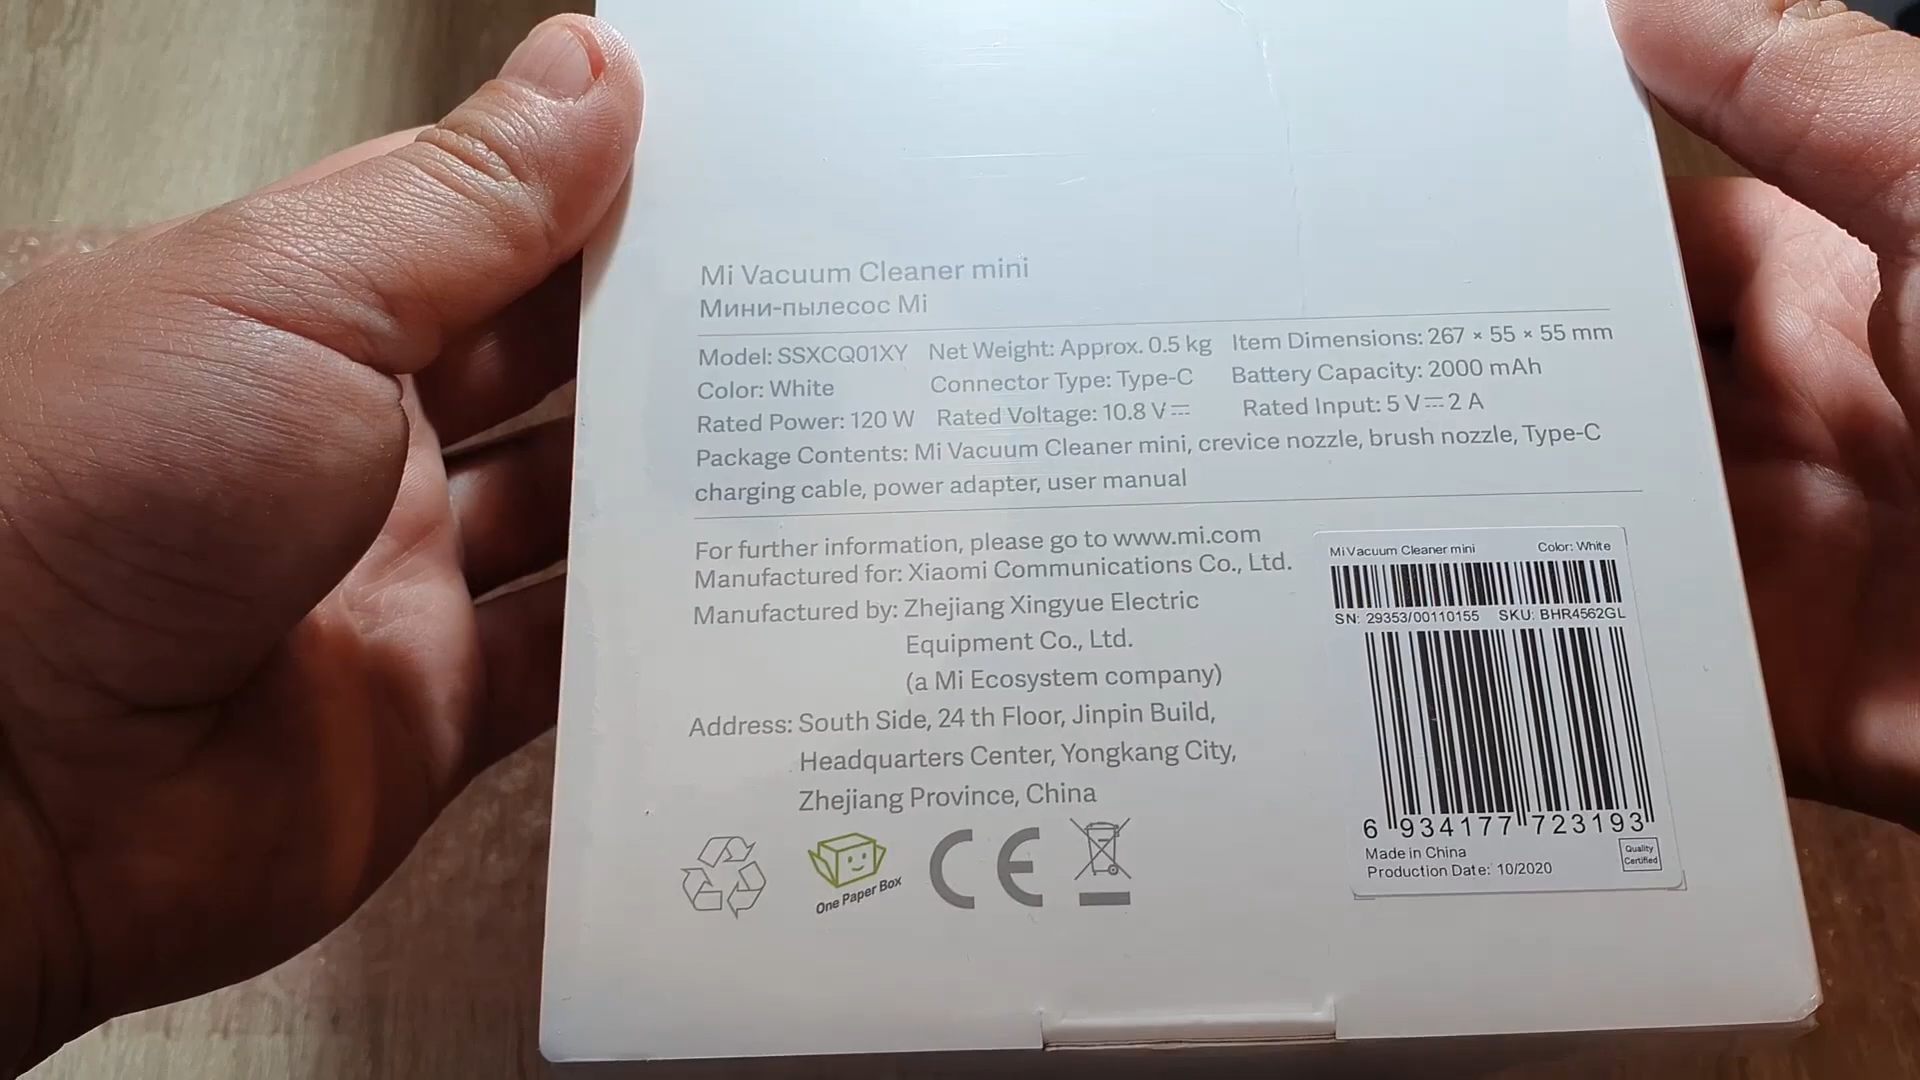 Mi Vacuum Cleaner mini
Мини-пылесос Mi
Model: SSXCQ01XY Net Weight: Approx. 0.5 kg Item Dimensions: 267 × 55 × 55 mm
Color: White Connector Type: Type-C Battery Capacity: 2000 mAh
Rated Power: 120 W Rated Voltage: 10.8 V⎓ Rated Input: 5 V⎓2 A
Package Contents: Mi Vacuum Cleaner mini, crevice nozzle, brush nozzle, Type-C
charging cable, power adapter, user manual
For further information, please go to www.mi.com
Manufactured for: Xiaomi Communications Co., Ltd.
Manufactured by: Zhejiang Xingyue Electric
Equipment Co., Ltd.
(a Mi Ecosystem company)
Address: South Side, 24 th Floor, Jinpin Build,
Headquarters Center, Yongkang City,
Zhejiang Province, China
One Paper Box
CE
Mi Vacuum Cleaner mini Color: White
SN: 29353/00110155 SKU: BHR4562GL
6 934177 723193
Made in China
Production Date: 10/2020
Quality
Certified